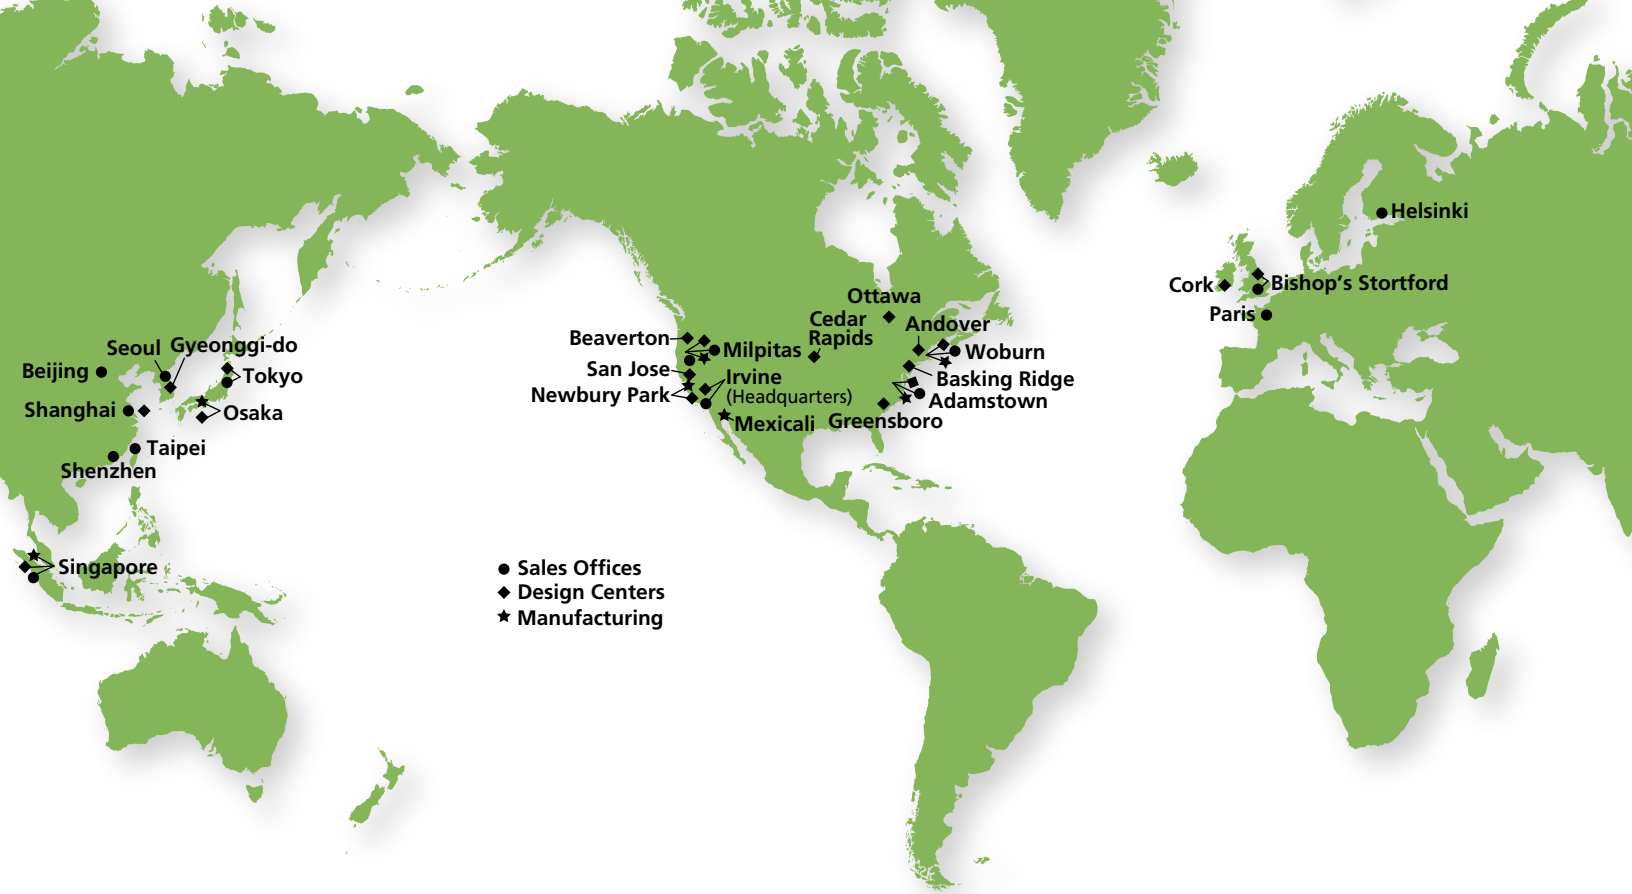 Helsinki
Bishop's Stortford
Cork
Paris
Ottawa
Cedar
Rapids
Andover
Beaverton
Milpitas
Woburn
San Jose
Irvine
(Headquarters)
Basking Ridge
Newbury Park
Adamstown
Mexicali
Greensboro
Seoul
Gyeonggi-do
Beijing
Tokyo
Shanghai
Osaka
Taipei
Shenzhen
Singapore
Sales Offices
Design Centers
Manufacturing